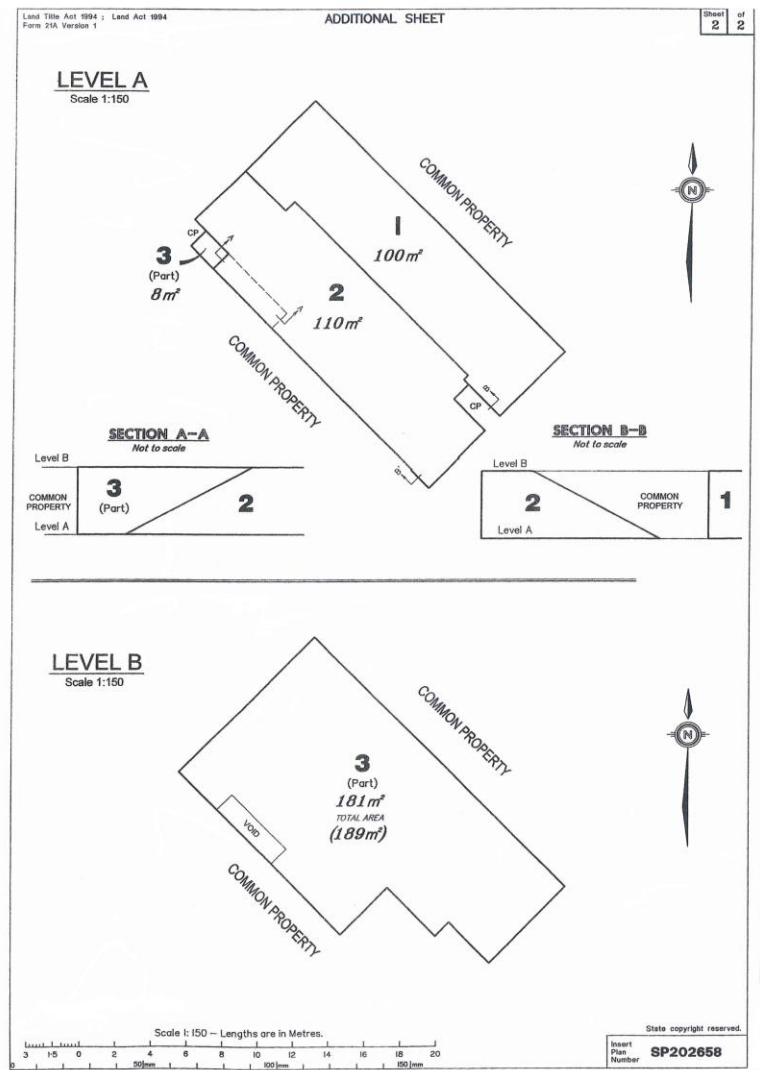 Land Title Act 1994 ; Land Act 1994
Form 21A Version 1
ADDITIONAL SHEET
Sheet of
2 2
LEVEL A
Scale 1:150
COMMON PROPERTY
N
1
100m²
CP
3
(Part)
8m²
2
110m²
COMMON PROPERTY
CP
B
B
SECTION A-A
Not to scale
Level B
3
(Part)
2
COMMON
PROPERTY
Level A
SECTION B-B
Not to scale
Level B
2
COMMON
PROPERTY
1
Level A
LEVEL B
Scale 1:150
COMMON PROPERTY
N
3
(Part)
181m²
TOTAL AREA
(189m²)
VOID
COMMON PROPERTY
Scale 1:150 – Lengths are in Metres.
3 1·5 0 2 4 6 8 10 12 14 16 18 20
0 50mm 100mm 150mm
State copyright reserved.
Insert
Plan
Number
SP202658